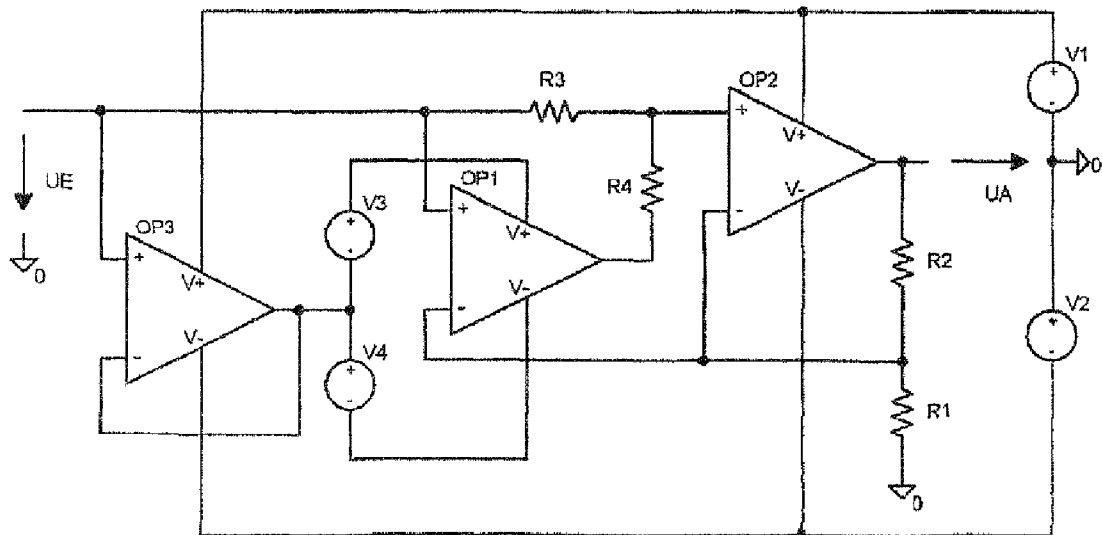 R3
OP2
V1
+
-
UE
0
OP3
+
V+
V-
-
V3
+
-
V4
+
-
OP1
+
V+
V-
-
R4
+
V+
V-
-
UA
0
R2
V2
+
-
R1
0